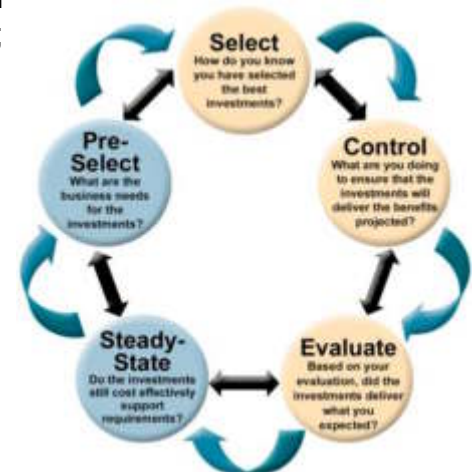 Select
How do you know
you have selected
the best
investments?
Pre-
Select
What are the
business needs
for the
investments?
Control
What are you doing
to ensure that the
investments will
deliver the benefits
projected?
Steady-
State
Do the investments
still cost effectively
support
requirements?
Evaluate
Based on your
evaluation, did the
investments deliver
what you
expected?